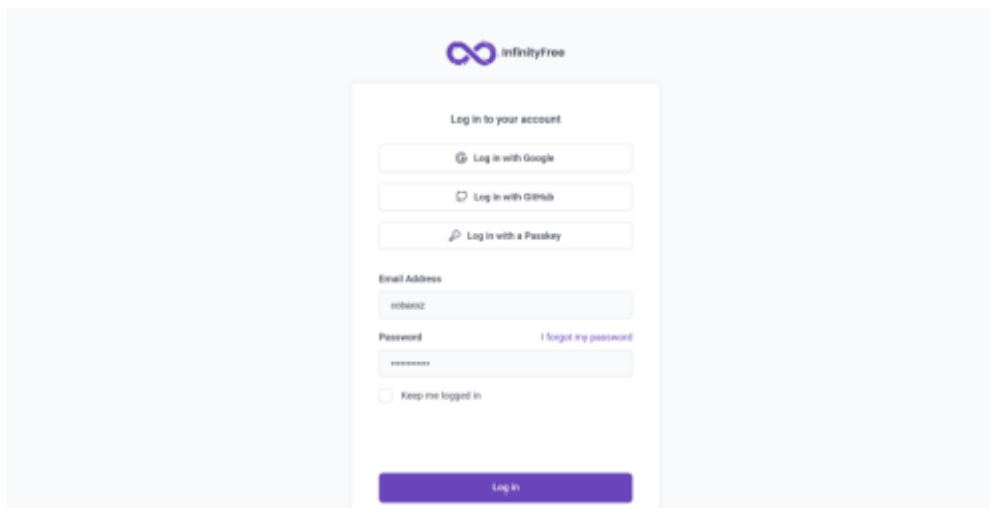 InfinityFree
Log in to your account
Log in with Google
Log in with GitHub
Log in with a Passkey
Email Address
Password
I forgot my password
Keep me logged in
Log in